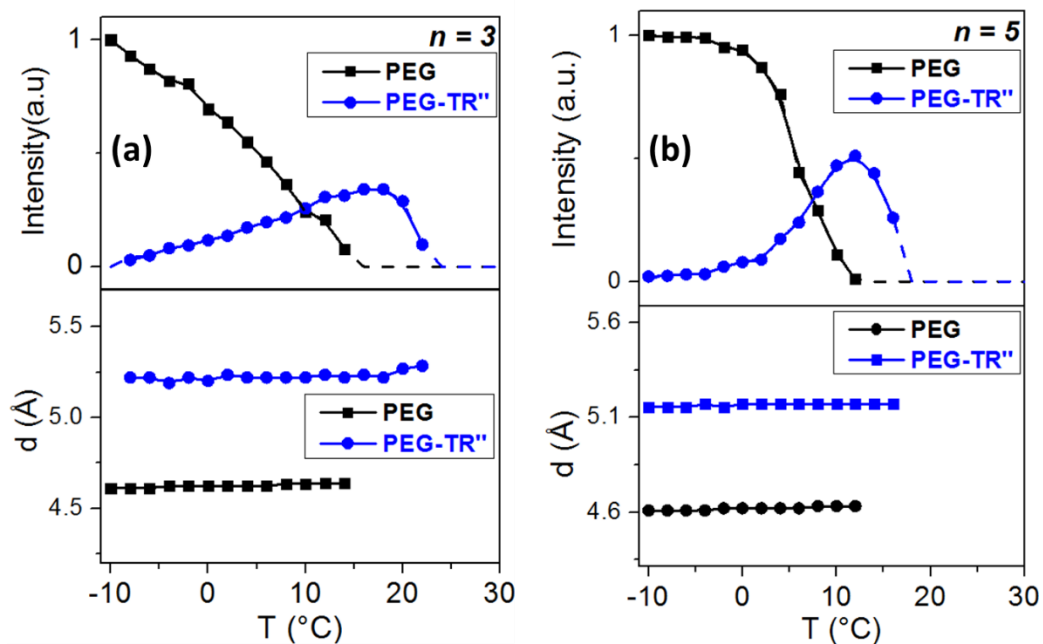 n = 3
PEG
PEG-TR"
(a)
Intensity(a.u)
1
0
5.5
5.0
4.5
d (Å)
PEG
PEG-TR"
-10 0 10 20 30
T (°C)
n = 5
PEG
PEG-TR"
(b)
Intensity (a.u.)
1
0
5.6
5.1
4.6
d (Å)
PEG
PEG-TR"
-10 0 10 20 30
T (°C)